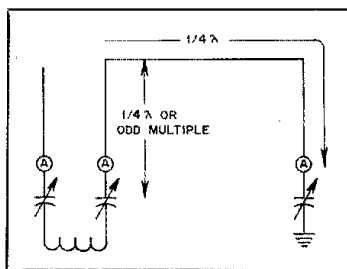 1/4 λ
1/4 λ OR
ODD MULTIPLE
A
A
A